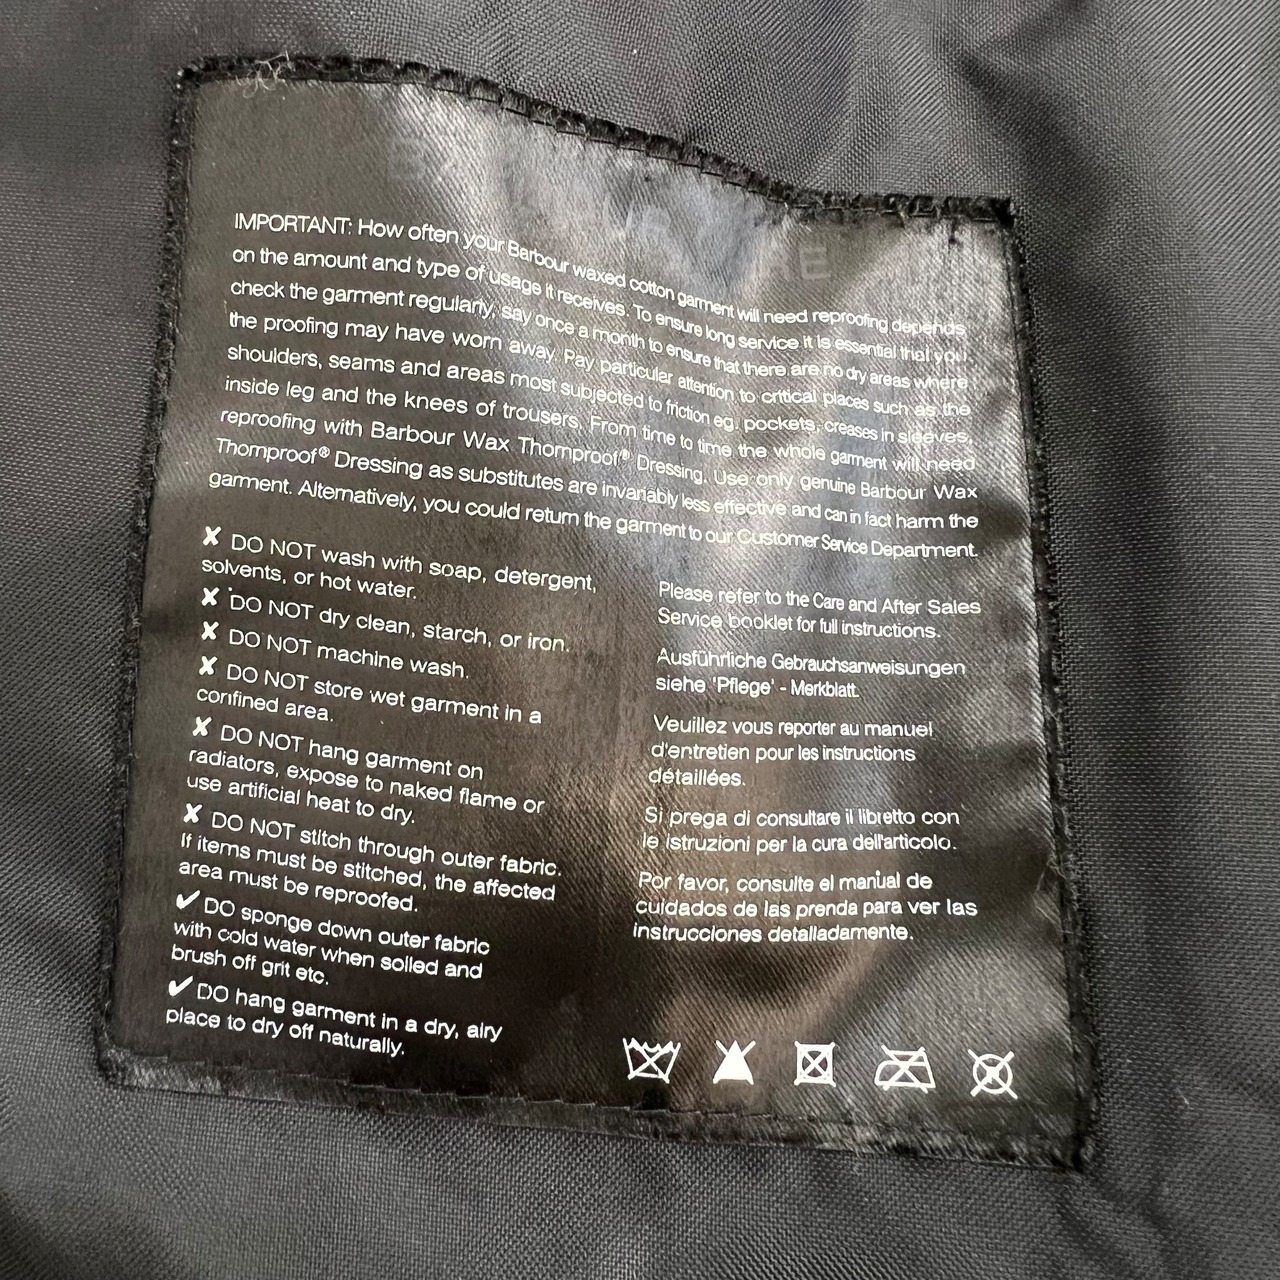 IMPORTANT: How often your Barbour waxed cotton garment will need reproofing depends
on the amount and type of usage it receives. To ensure long service it is essential that you
check the garment regularly, say once a month to ensure that there are no dry areas where
the proofing may have worn away. Pay particular attention to critical places such as the
shoulders, seams and areas most subjected to friction eg. pockets, creases in sleeves,
inside leg and the knees of trousers. From time to time the whole garment will need
reproofing with Barbour Wax Thornproof® Dressing. Use only genuine Barbour Wax
Thornproof® Dressing as substitutes are invariably less effective and can in fact harm the
garment. Alternatively, you could return the garment to our Customer Service Department.
✘ DO NOT wash with soap, detergent,
solvents, or hot water.
✘ DO NOT dry clean, starch, or iron.
✘ DO NOT machine wash.
✘ DO NOT store wet garment in a
confined area.
✘ DO NOT hang garment on
radiators, expose to naked flame or
use artificial heat to dry.
✘ DO NOT stitch through outer fabric.
If items must be stitched, the affected
area must be reproofed.
✔ DO sponge down outer fabric
with cold water when soiled and
brush off grit etc.
✔ DO hang garment in a dry, airy
place to dry off naturally.
Please refer to the Care and After Sales
Service booklet for full instructions.
Ausführliche Gebrauchsanweisungen
siehe 'Pflege' - Merkblatt.
Veuillez vous reporter au manuel
d'entretien pour les instructions
détaillées.
Si prega di consultare il libretto con
le istruzioni per la cura dell'articolo.
Por favor, consulte el manual de
cuidados de las prenda para ver las
instrucciones detalladamente.